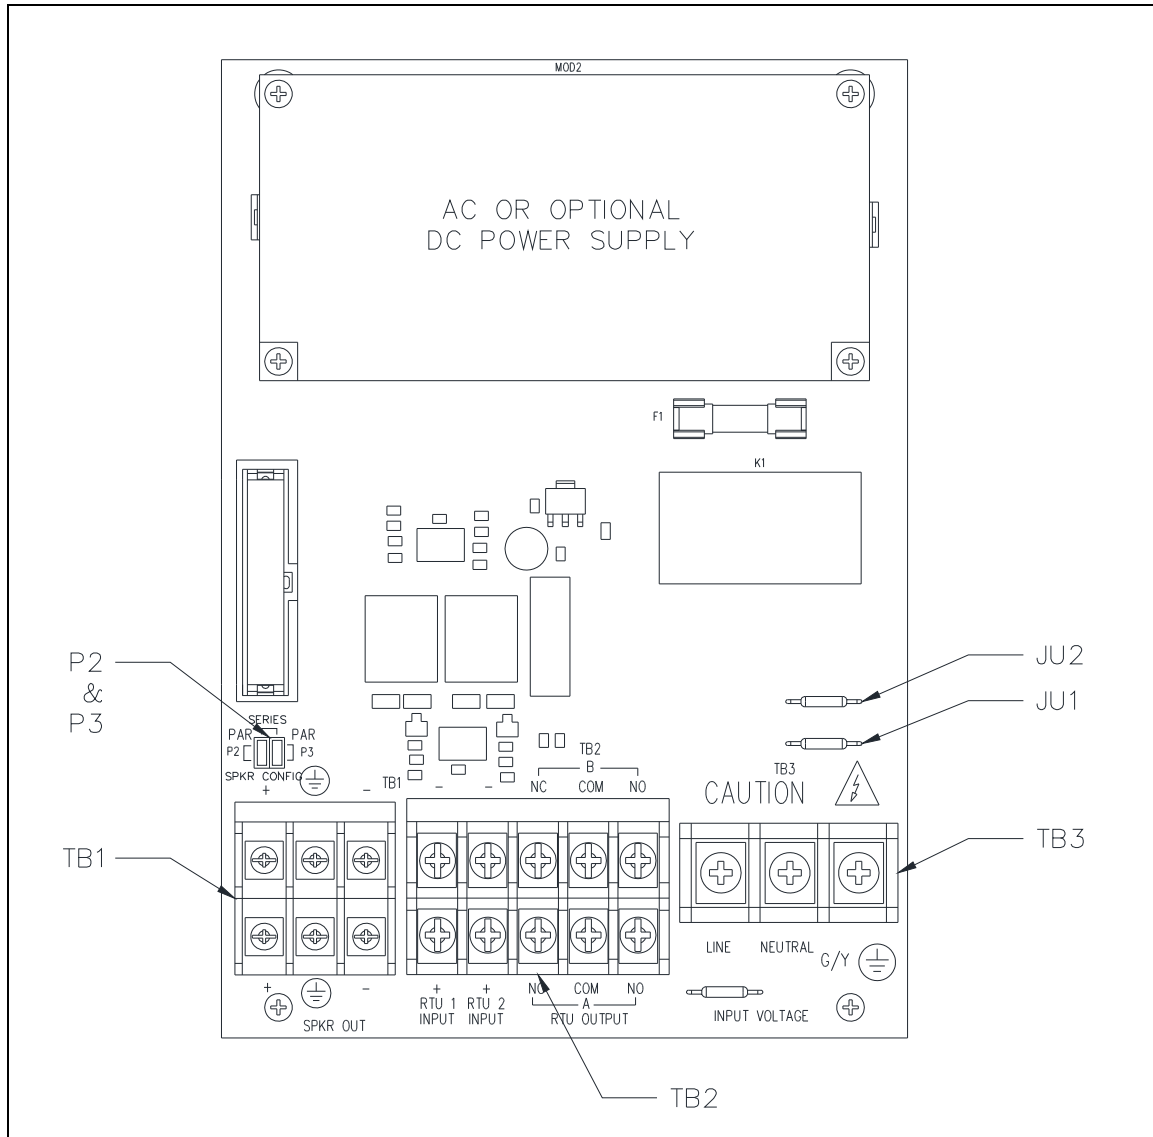 MOD2
AC OR OPTIONAL
DC POWER SUPPLY
F1
K1
P2
&
P3
JU2
JU1
SERIES
PAR PAR
P2 P3
SPKR CONFIG
TB1
TB2
B
TB3
CAUTION
+ -
- - NC COM NO
TB1
TB3
LINE NEUTRAL G/Y
+ -
+ + NC COM NO
RTU 1 RTU 2 A
INPUT INPUT RTU OUTPUT
SPKR OUT
INPUT VOLTAGE
TB2